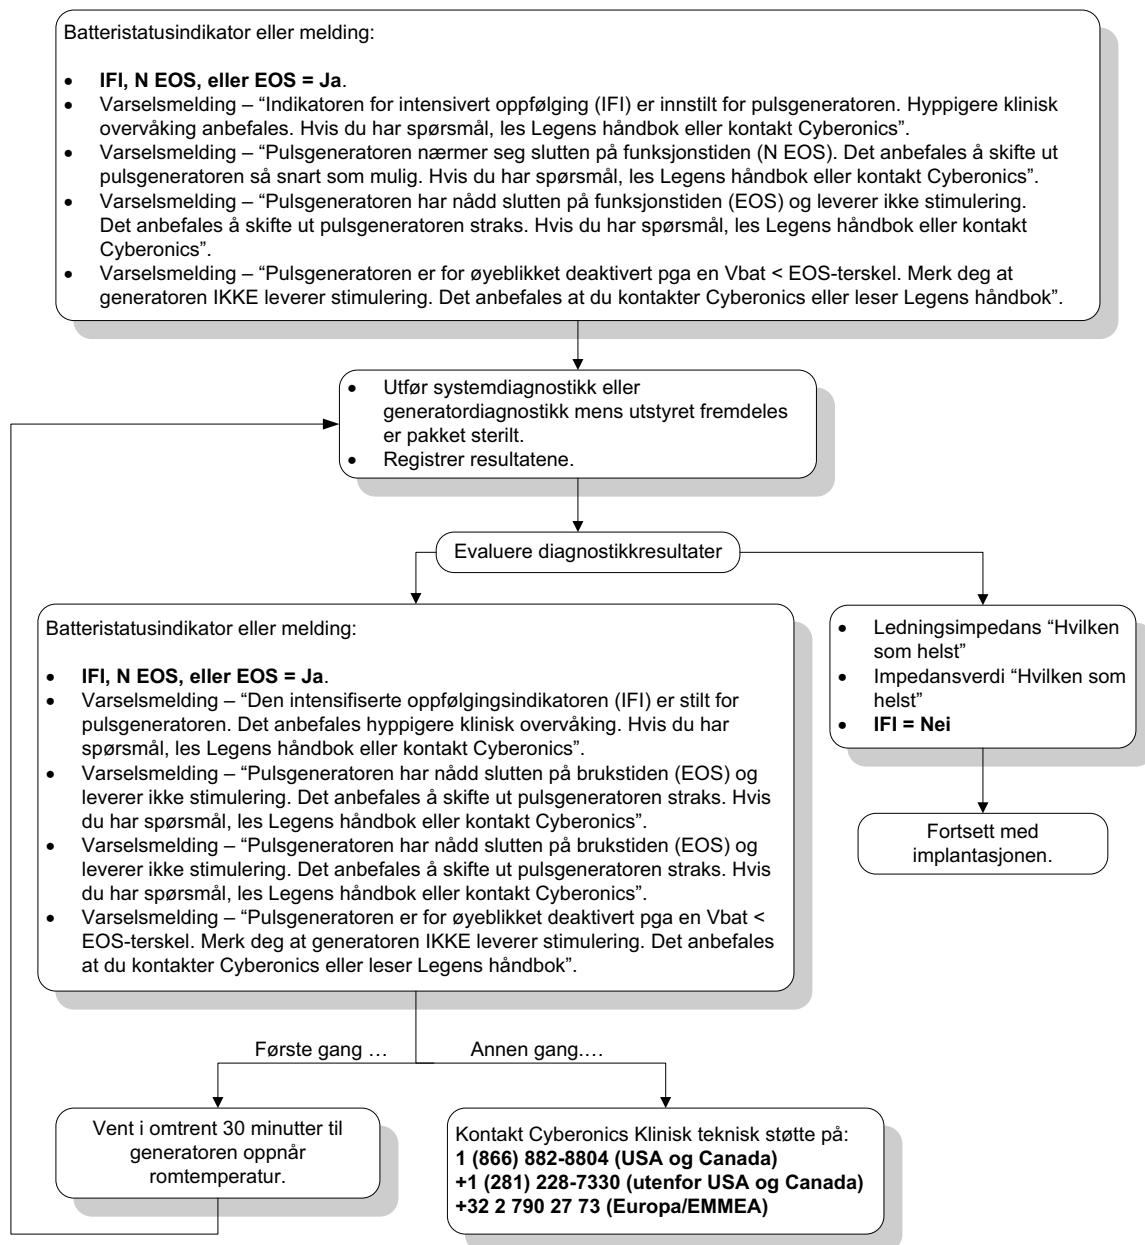 Batteristatusindikator eller melding:
• IFI, N EOS, eller EOS = Ja.
• Varselsmelding – “Indikatoren for intensivert oppfølging (IFI) er innstilt for pulsgeneratoren. Hyppigere klinisk
overvåking anbefales. Hvis du har spørsmål, les Legens håndbok eller kontakt Cyberonics”.
• Varselsmelding – “Pulsgeneratoren nærmer seg slutten på funksjonstiden (N EOS). Det anbefales å skifte ut
pulsgeneratoren så snart som mulig. Hvis du har spørsmål, les Legens håndbok eller kontakt Cyberonics”.
• Varselsmelding – “Pulsgeneratoren har nådd slutten på funksjonstiden (EOS) og leverer ikke stimulering.
Det anbefales å skifte ut pulsgeneratoren straks. Hvis du har spørsmål, les Legens håndbok eller kontakt
Cyberonics”.
• Varselsmelding – “Pulsgeneratoren er for øyeblikket deaktivert pga en Vbat < EOS-terskel. Merk deg at
generatoren IKKE leverer stimulering. Det anbefales at du kontakter Cyberonics eller leser Legens håndbok”.
• Utfør systemdiagnostikk eller
generatordiagnostikk mens utstyret fremdeles
er pakket sterilt.
• Registrer resultatene.
Evaluere diagnostikkresultater
Batteristatusindikator eller melding:
• IFI, N EOS, eller EOS = Ja.
• Varselsmelding – “Den intensifiserte oppfølgingsindikatoren (IFI) er stilt for
pulsgeneratoren. Det anbefales hyppigere klinisk overvåking. Hvis du har
spørsmål, les Legens håndbok eller kontakt Cyberonics”.
• Varselsmelding – “Pulsgeneratoren har nådd slutten på brukstiden (EOS) og
leverer ikke stimulering. Det anbefales å skifte ut pulsgeneratoren straks. Hvis
du har spørsmål, les Legens håndbok eller kontakt Cyberonics”.
• Varselsmelding – “Pulsgeneratoren har nådd slutten på brukstiden (EOS) og
leverer ikke stimulering. Det anbefales å skifte ut pulsgeneratoren straks. Hvis
du har spørsmål, les Legens håndbok eller kontakt Cyberonics”.
• Varselsmelding – “Pulsgeneratoren er for øyeblikket deaktivert pga en Vbat <
EOS-terskel. Merk deg at generatoren IKKE leverer stimulering. Det anbefales
at du kontakter Cyberonics eller leser Legens håndbok”.
• Ledningsimpedans “Hvilken
som helst”
• Impedansverdi “Hvilken som
helst”
• IFI = Nei
Fortsett med
implantasjonen.
Første gang …
Annen gang.…
Vent i omtrent 30 minutter til
generatoren oppnår
romtemperatur.
Kontakt Cyberonics Klinisk teknisk støtte på:
1 (866) 882-8804 (USA og Canada)
+1 (281) 228-7330 (utenfor USA og Canada)
+32 2 790 27 73 (Europa/EMMEA)